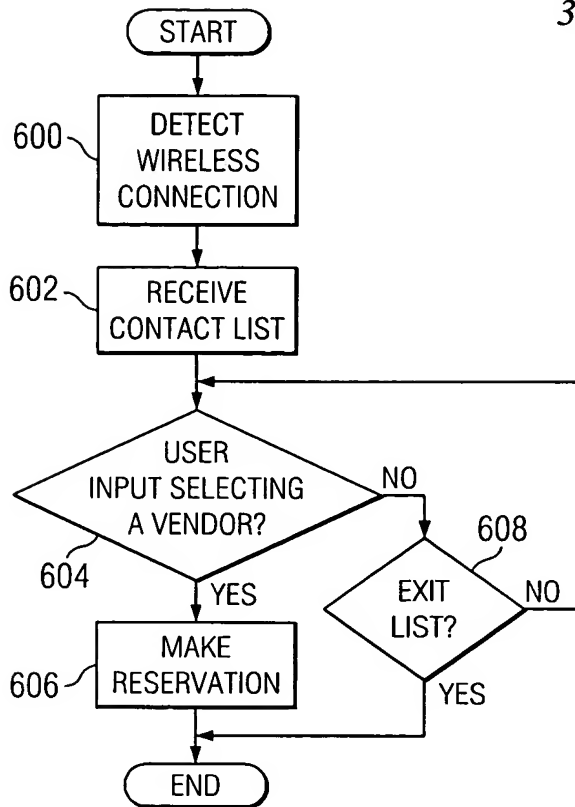 START
3
600
DETECT
WIRELESS
CONNECTION
602
RECEIVE
CONTACT LIST
USER
INPUT SELECTING
A VENDOR?
NO
604
YES
608
EXIT
LIST?
NO
YES
606
MAKE
RESERVATION
END